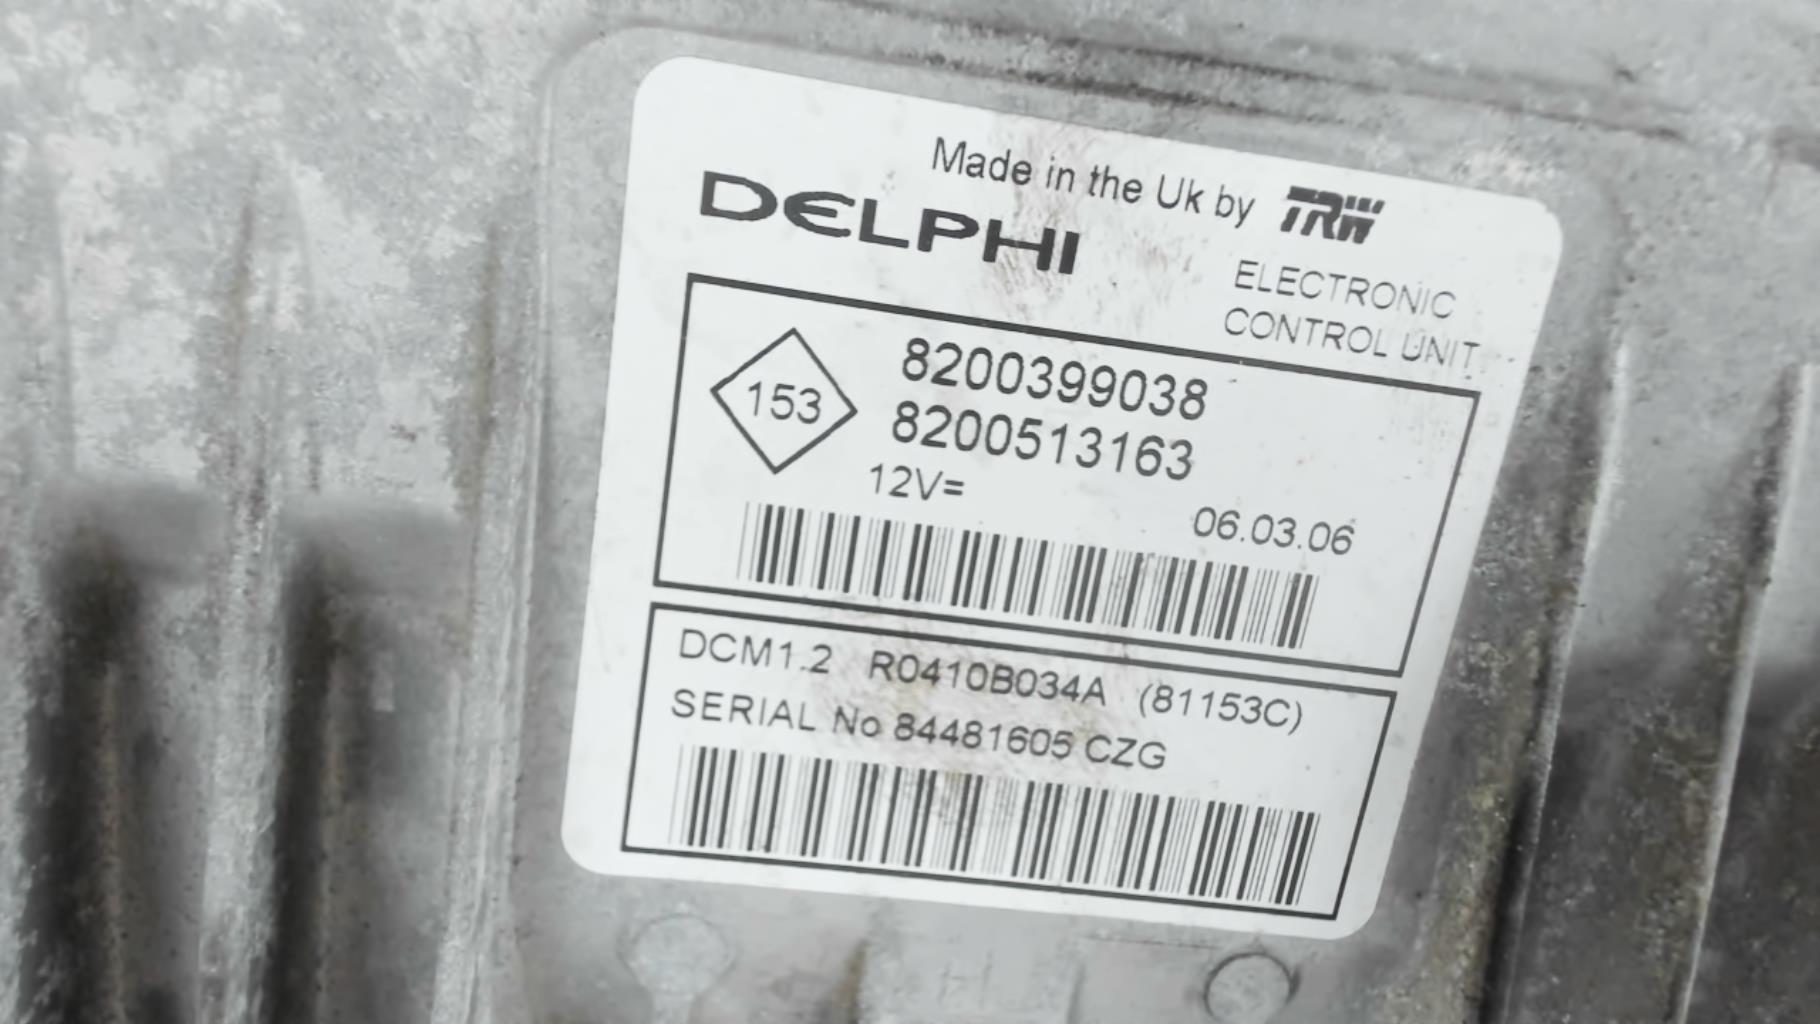 Made in the Uk by TRW
DELPHI
ELECTRONIC
CONTROL UNIT
153
8200399038
8200513163
12V=
06.03.06
DCM1.2 R0410B034A (81153C)
SERIAL No 84481605 CZG